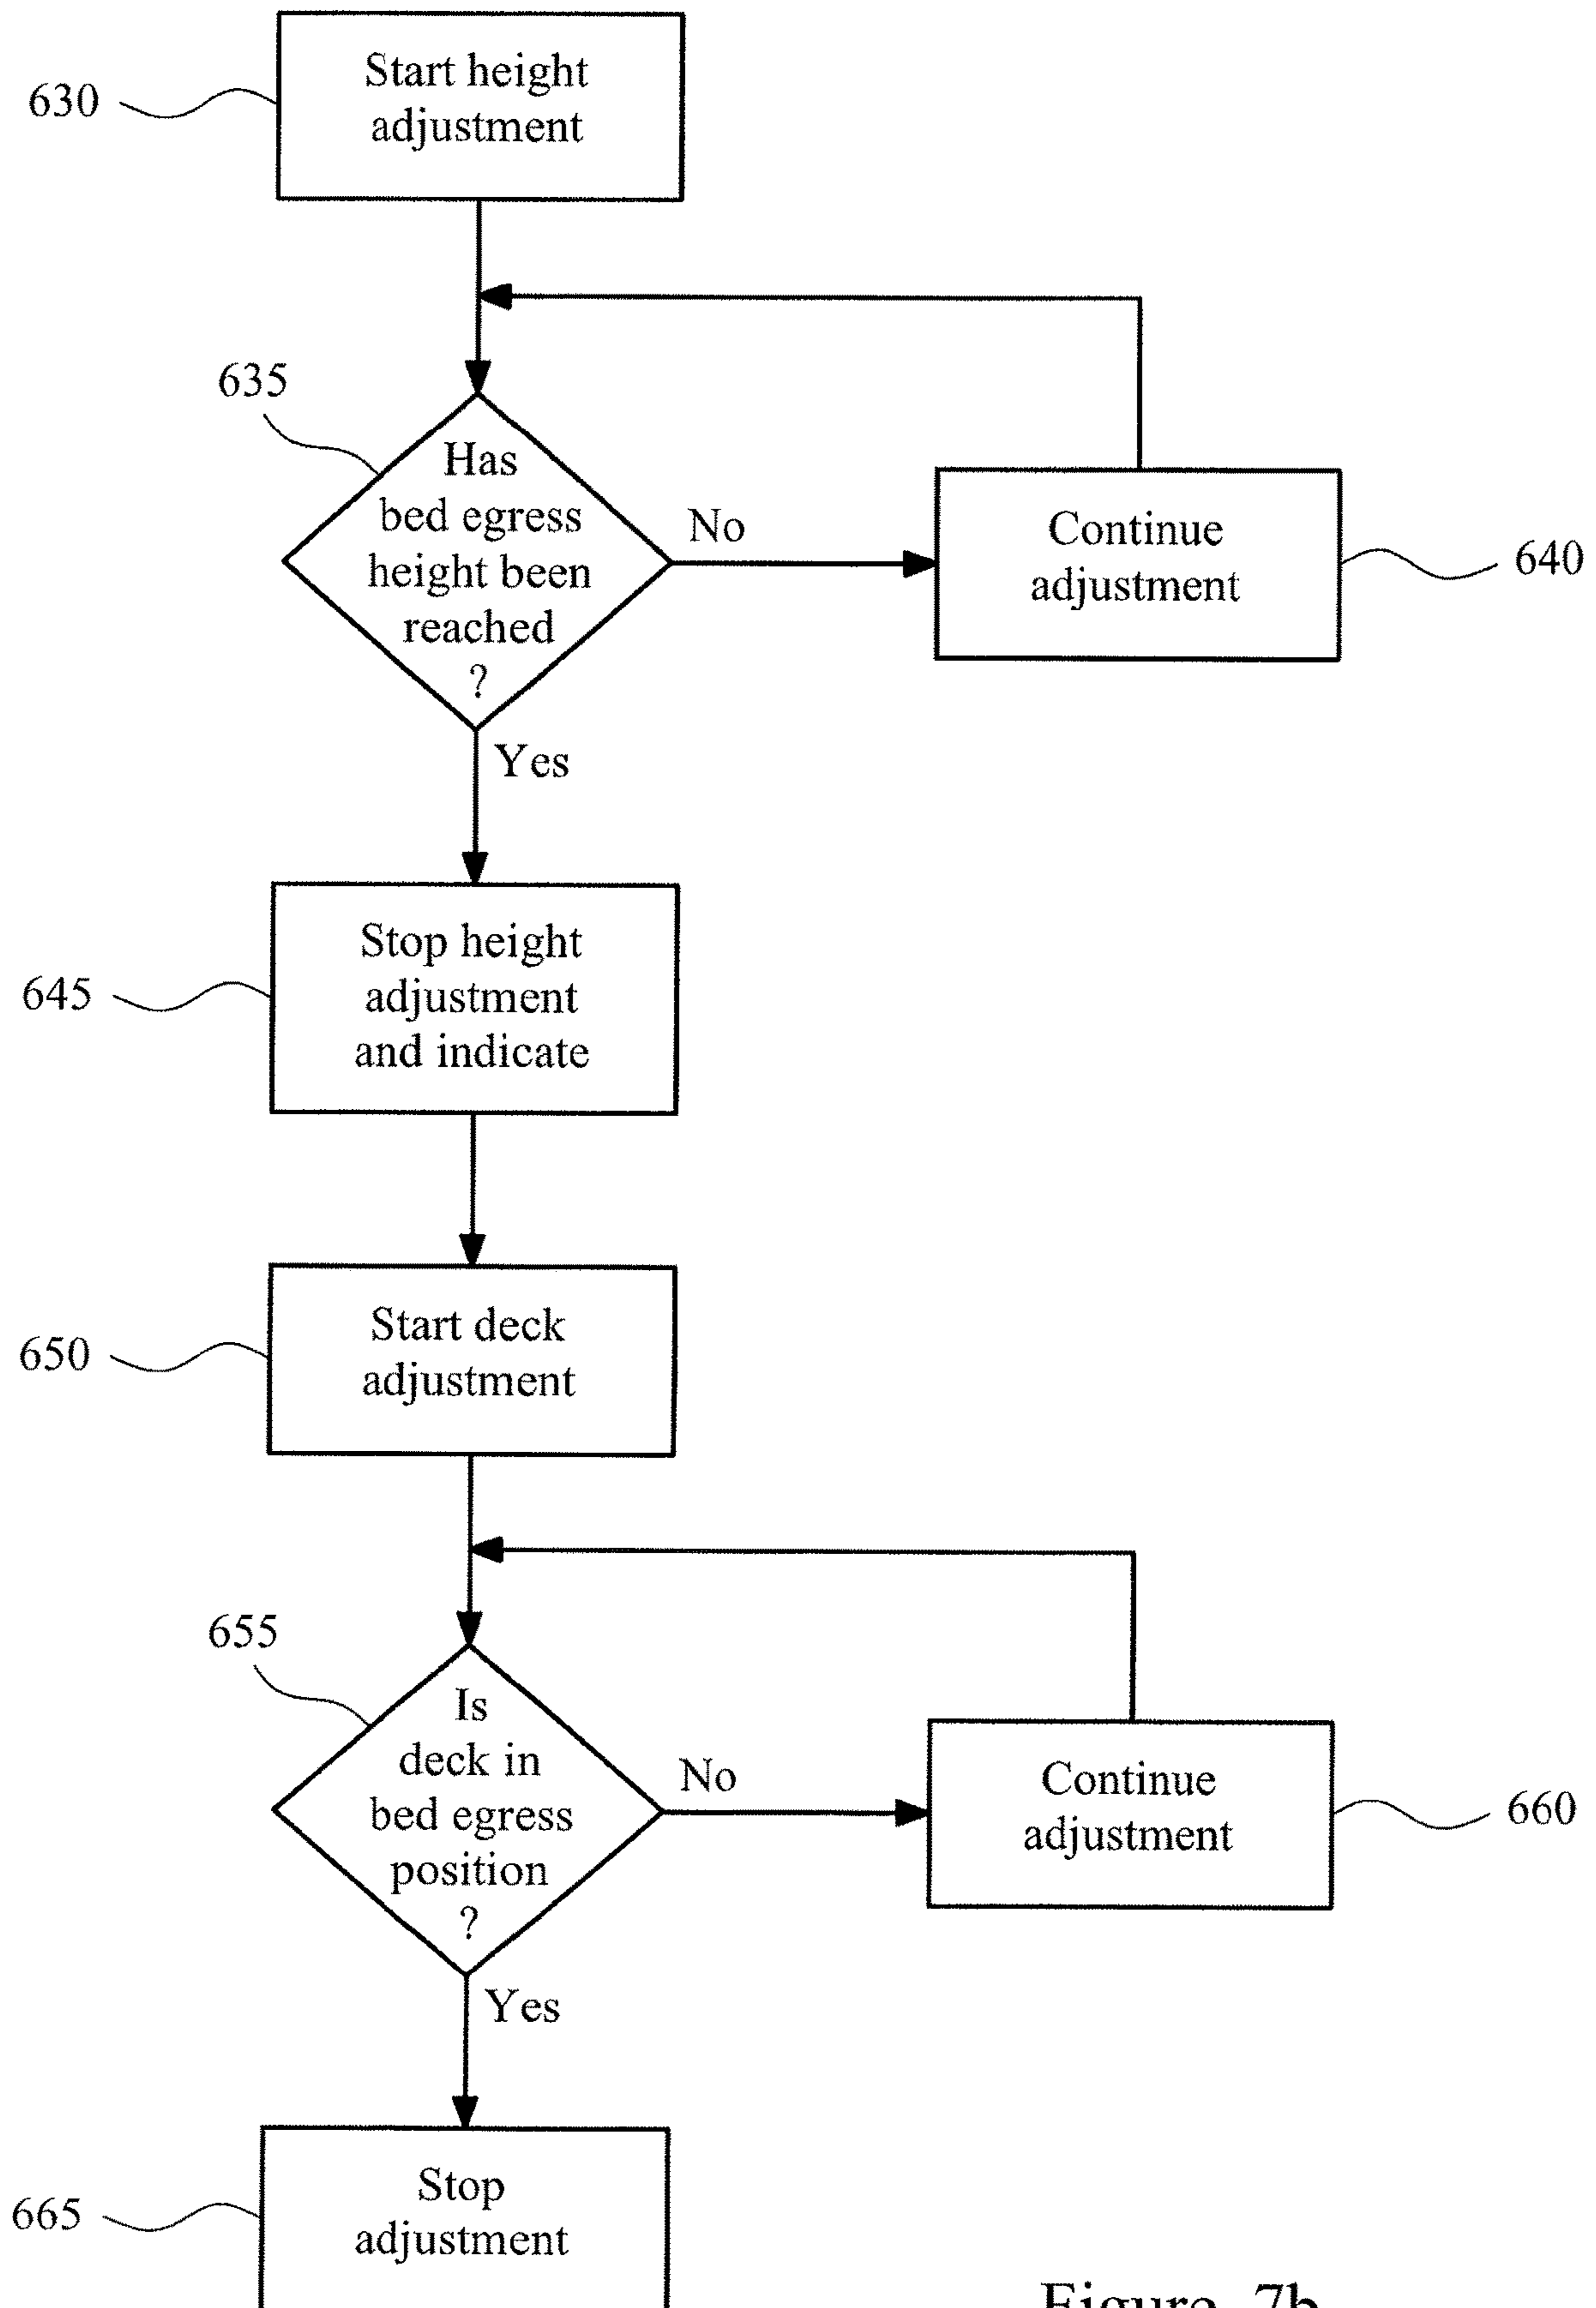 630
Start height
adjustment
635
Has
bed egress
height been
reached
?
No
Continue
adjustment
640
Yes
645
Stop height
adjustment
and indicate
650
Start deck
adjustment
655
Is
deck in
bed egress
position
?
No
Continue
adjustment
660
Yes
665
Stop
adjustment
Figure 7b